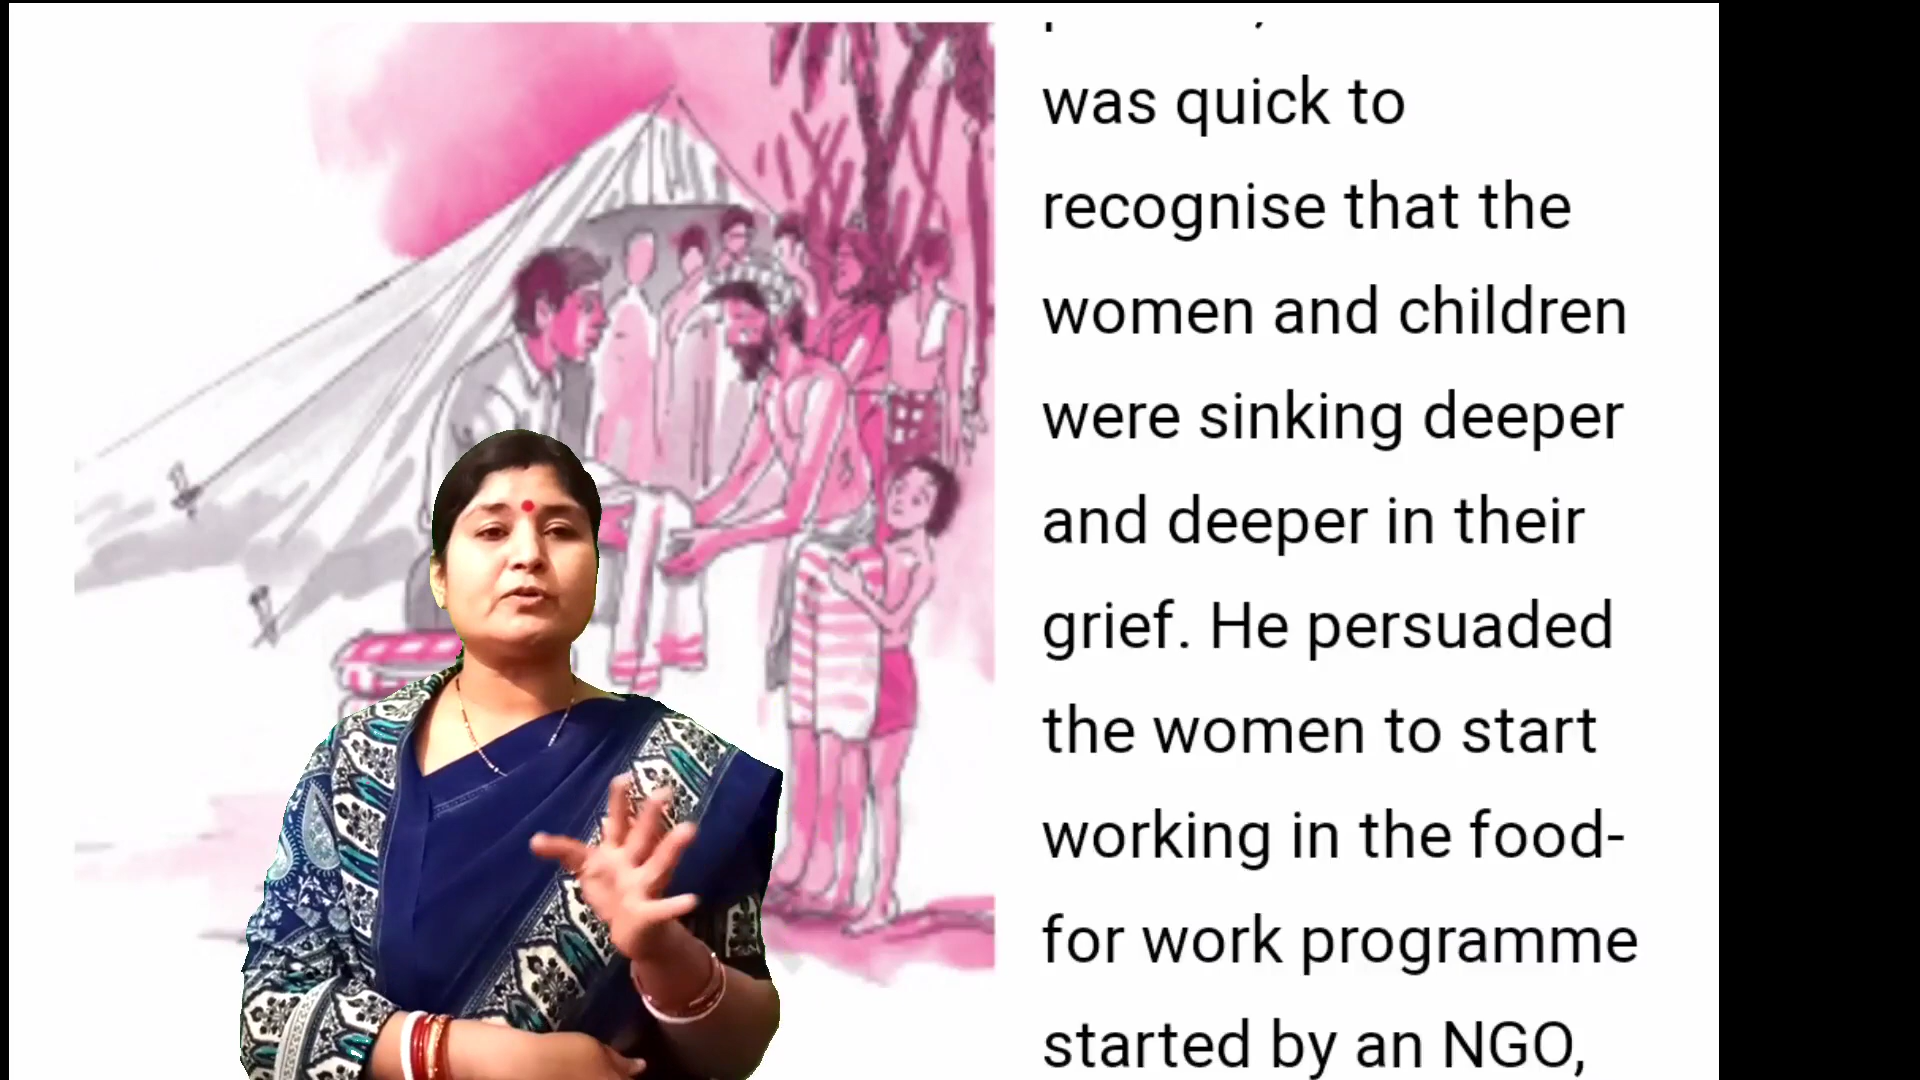 was quick to
recognise that the
women and children
were sinking deeper
and deeper in their
grief. He persuaded
the women to start
working in the food-
for work programme
started by an NGO,